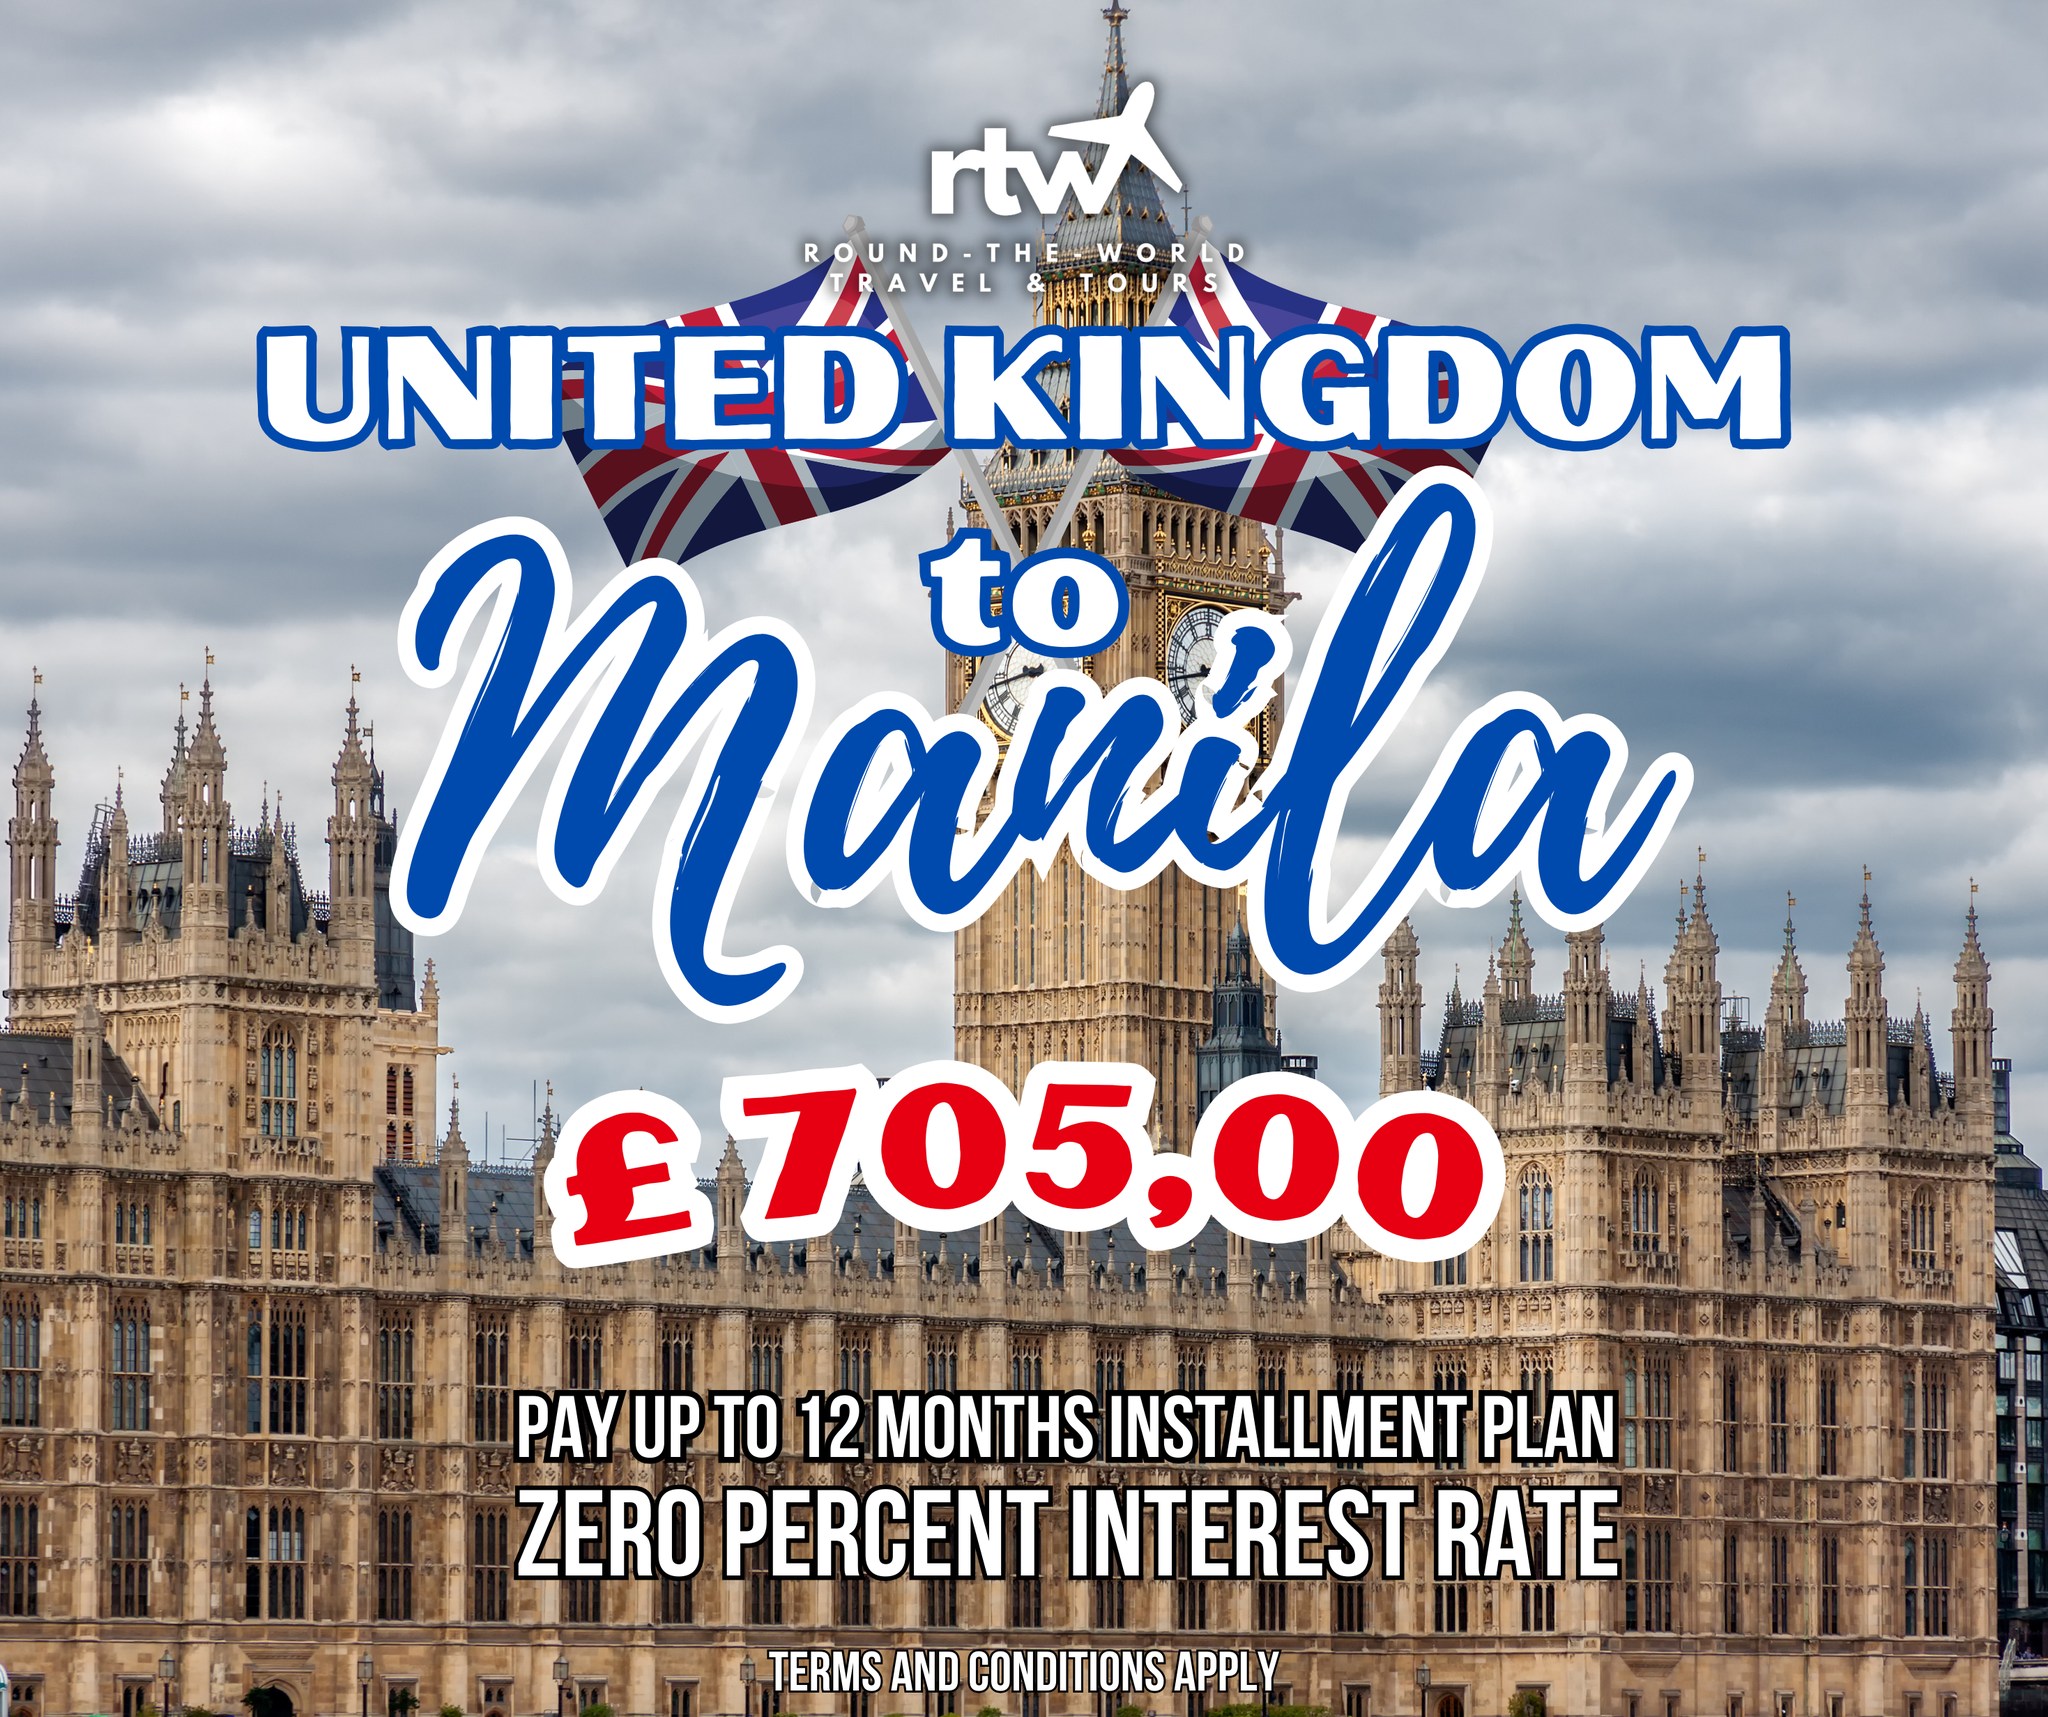 rtw
ROUND-THE-WORLD
TRAVEL & TOURS
UNITED KINGDOM
to
Manila
£705,00
PAY UP TO 12 MONTHS INSTALLMENT PLAN
ZERO PERCENT INTEREST RATE
TERMS AND CONDITIONS APPLY